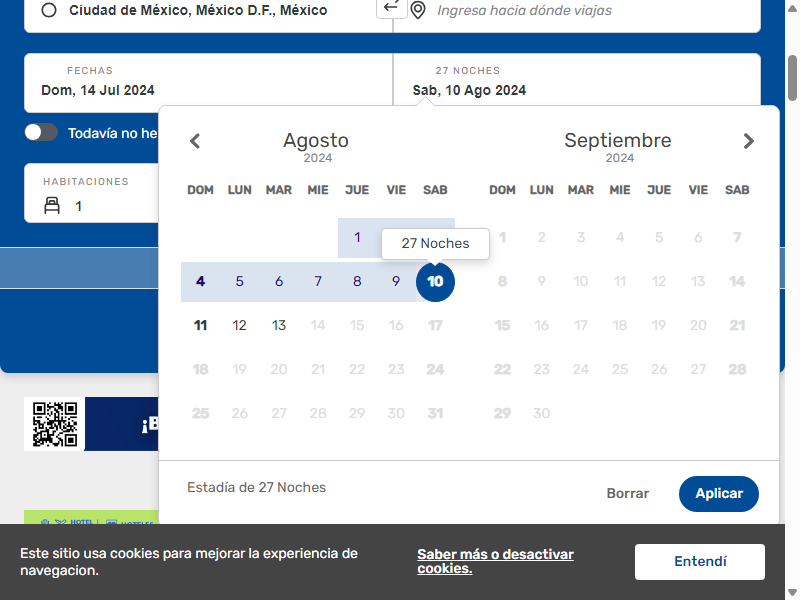 Ciudad de México, México D.F., México
Ingresa hacia dónde viajas
FECHAS
Dom, 14 Jul 2024
27 NOCHES
Sab, 10 Ago 2024
Todavía no he
HABITACIONES
1
Agosto
2024
DOM LUN MAR MIE JUE VIE SAB
1
27 Noches
4 5 6 7 8 9 10
11 12 13 14 15 16 17
18 19 20 21 22 23 24
25 26 27 28 29 30 31
Septiembre
2024
DOM LUN MAR MIE JUE VIE SAB
1 2 3 4 5 6 7
8 9 10 11 12 13 14
15 16 17 18 19 20 21
22 23 24 25 26 27 28
29 30
Estadía de 27 Noches
Borrar
Aplicar
HOTEL
Este sitio usa cookies para mejorar la experiencia de
navegacion.
Saber más o desactivar
cookies.
Entendí